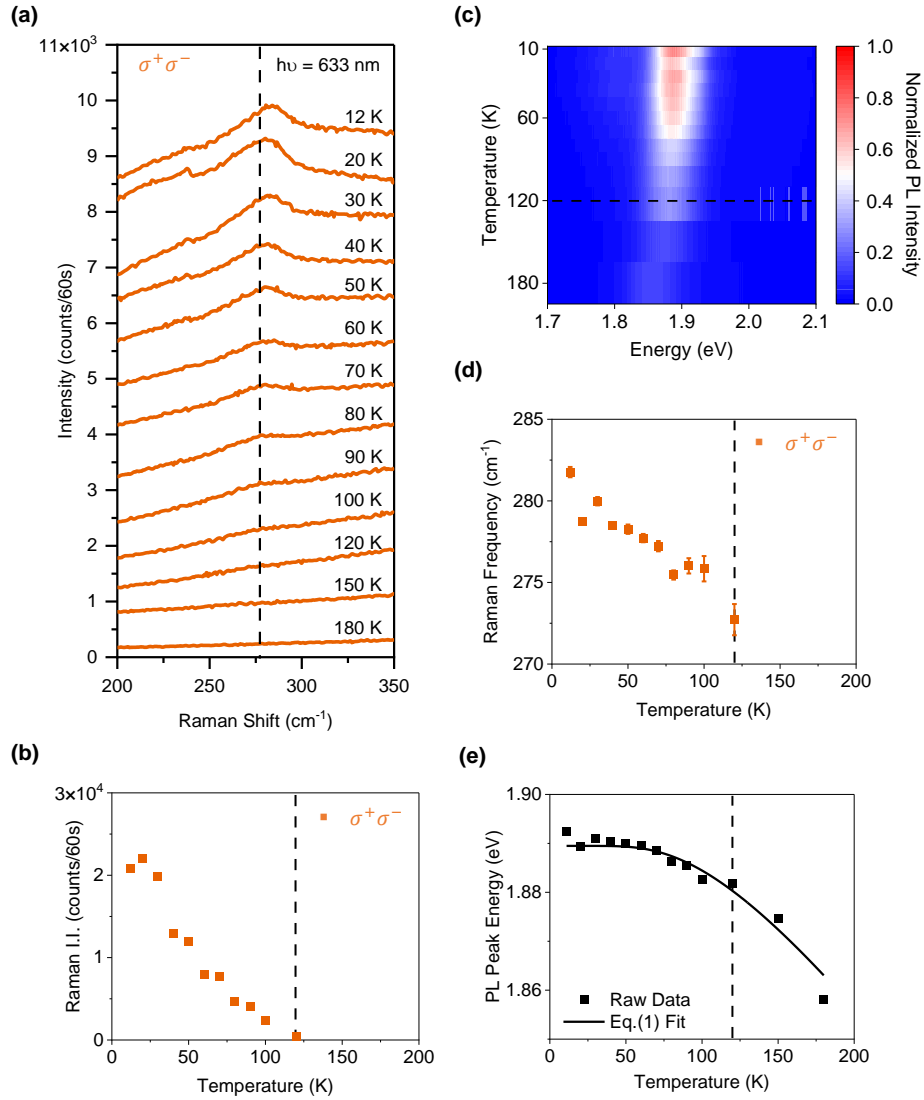 (a)
11×10³
σ⁺σ⁻
hυ = 633 nm
12 K
20 K
30 K
40 K
50 K
60 K
70 K
80 K
90 K
100 K
120 K
150 K
180 K
10
9
8
7
6
5
4
3
2
1
0
Intensity (counts/60s)
200 250 300 350
Raman Shift (cm⁻¹)
(b)
3×10⁴
2
1
0
Raman I.I. (counts/60s)
σ⁺σ⁻
0 50 100 150 200
Temperature (K)
(c)
10
60
120
180
Temperature (K)
1.7 1.8 1.9 2.0 2.1
Energy (eV)
1.0
0.8
0.6
0.4
0.2
0.0
Normalized PL Intensity
(d)
285
280
275
270
Raman Frequency (cm⁻¹)
σ⁺σ⁻
0 50 100 150 200
Temperature (K)
(e)
1.90
1.88
1.86
PL Peak Energy (eV)
Raw Data
Eq.(1) Fit
0 50 100 150 200
Temperature (K)